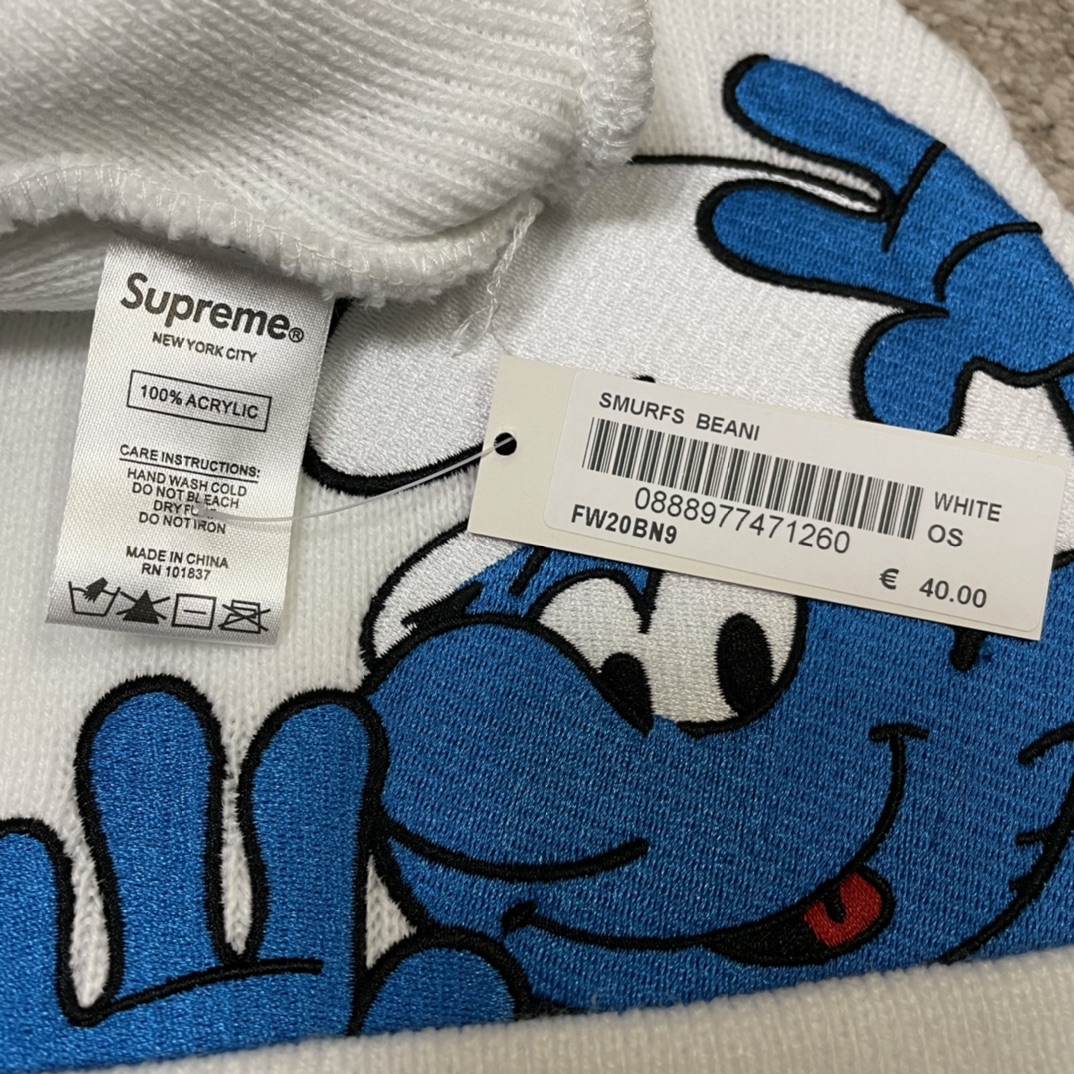 Supreme®
NEW YORK CITY
100% ACRYLIC
CARE INSTRUCTIONS:
HAND WASH COLD
DO NOT BLEACH
DRY
DO NOT IRON
MADE IN CHINA
RN 101837
SMURFS BEANI
0888977471260
FW20BN9
WHITE
OS
€ 40.00